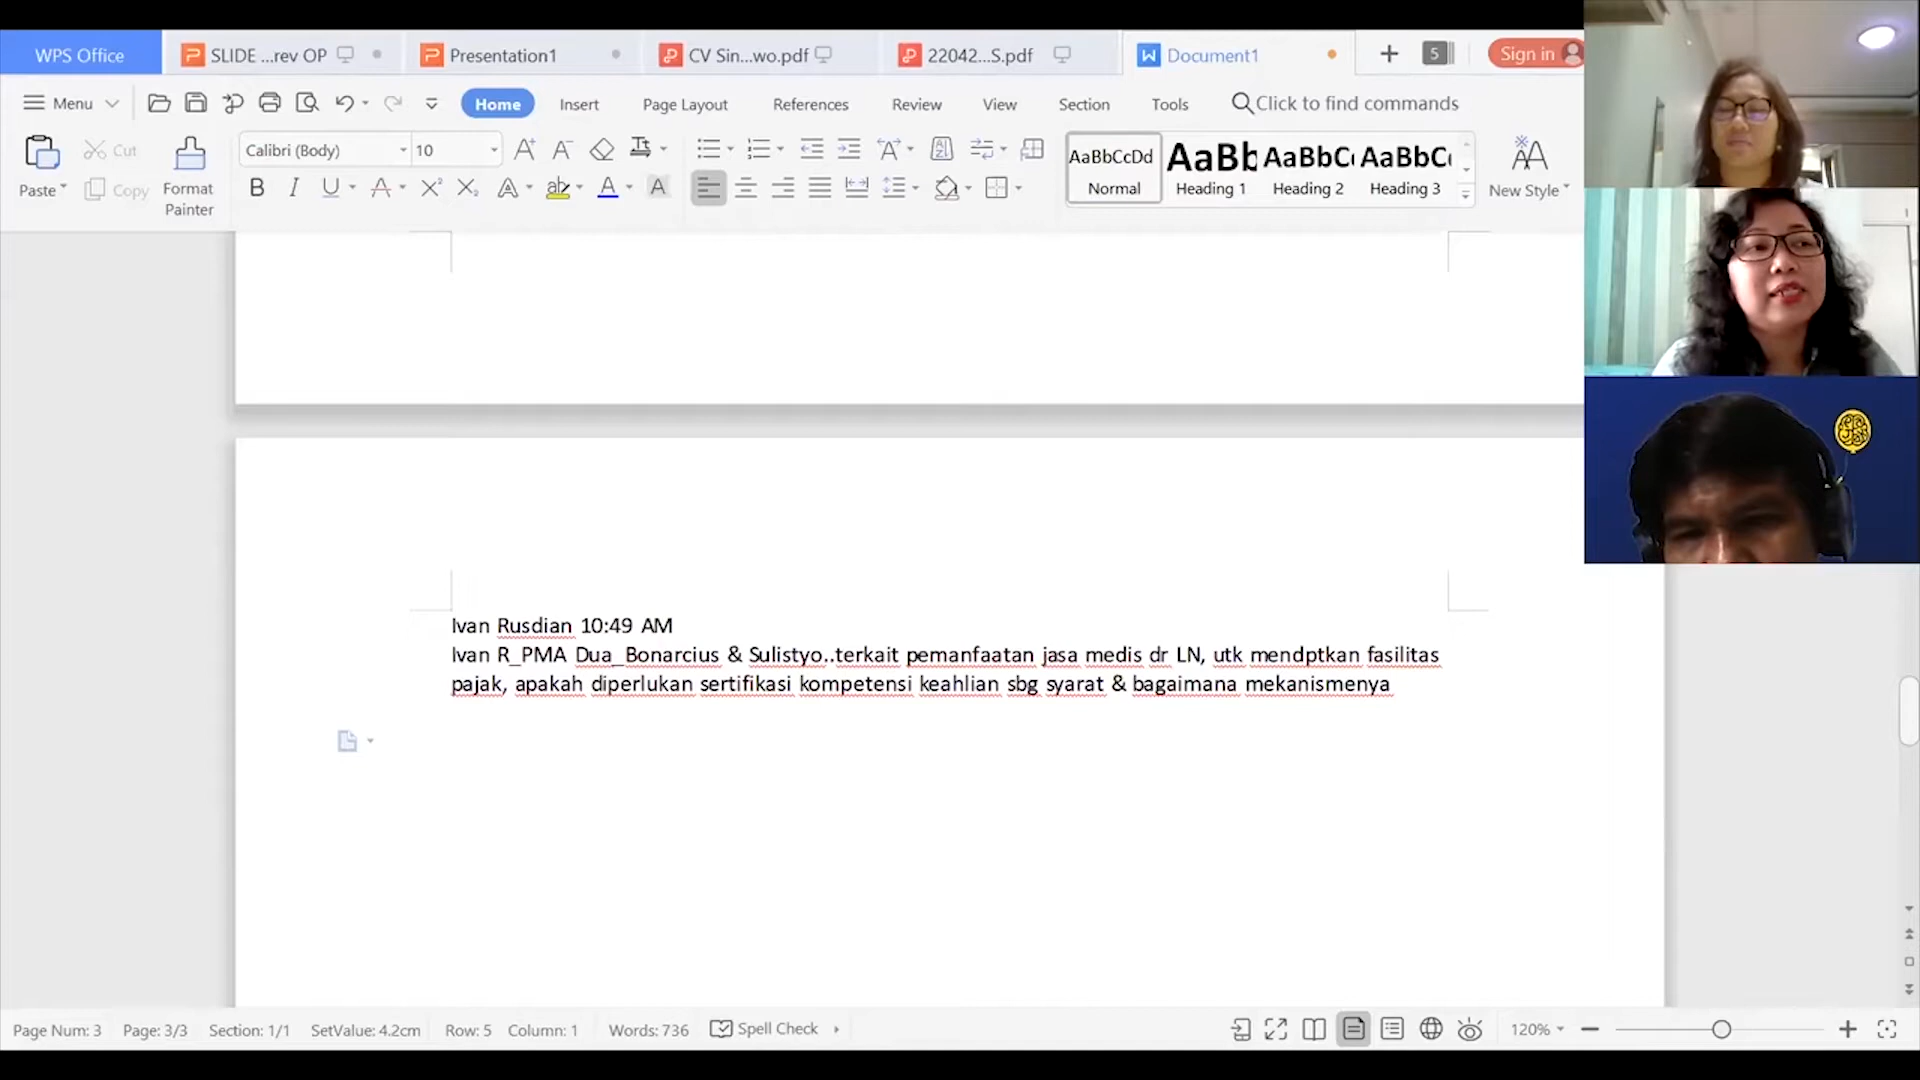 WPS Office
SLIDE ...rev OP
Presentation1
CV Sin...wo.pdf
22042...S.pdf
Document1
5
Sign in
Menu
Home
Insert
Page Layout
References
Review
View
Section
Tools
Click to find commands
Paste
Cut
Copy
Format
Painter
Calibri (Body)
10
AaBbCcDd
Normal
AaBb
Heading 1
AaBbC
Heading 2
AaBbC
Heading 3
New Style
Ivan Rusdian 10:49 AM
Ivan R_PMA Dua_Bonarcius & Sulistyo..terkait pemanfaatan jasa medis dr LN, utk mendptkan fasilitas
pajak, apakah diperlukan sertifikasi kompetensi keahlian sbg syarat & bagaimana mekanismenya
Page Num: 3
Page: 3/3
Section: 1/1
SetValue: 4.2cm
Row: 5
Column: 1
Words: 736
Spell Check
120%